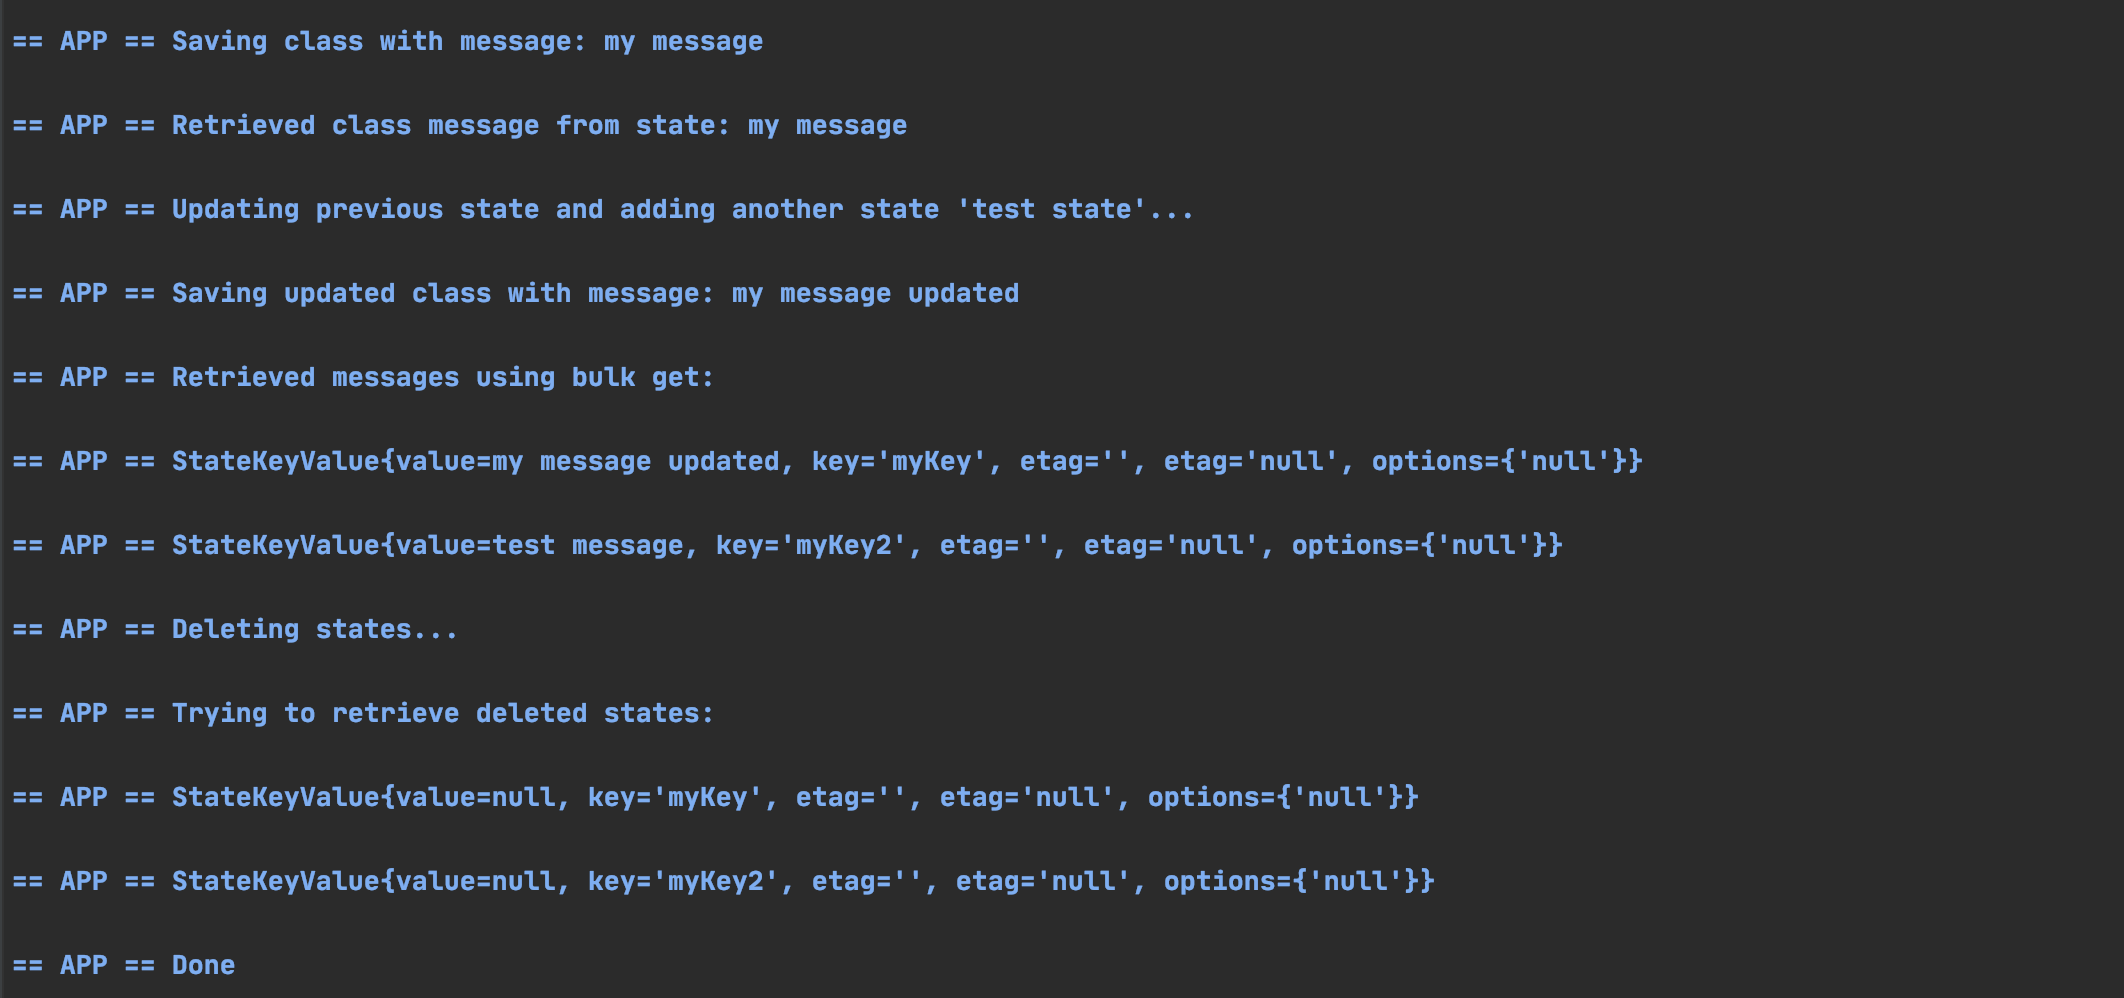 == APP == Saving class with message: my message
== APP == Retrieved class message from state: my message
== APP == Updating previous state and adding another state 'test state'...
== APP == Saving updated class with message: my message updated
== APP == Retrieved messages using bulk get:
== APP == StateKeyValue{value=my message updated, key='myKey', etag='', etag='null', options={'null'}}
== APP == StateKeyValue{value=test message, key='myKey2', etag='', etag='null', options={'null'}}
== APP == Deleting states...
== APP == Trying to retrieve deleted states:
== APP == StateKeyValue{value=null, key='myKey', etag='', etag='null', options={'null'}}
== APP == StateKeyValue{value=null, key='myKey2', etag='', etag='null', options={'null'}}
== APP == Done